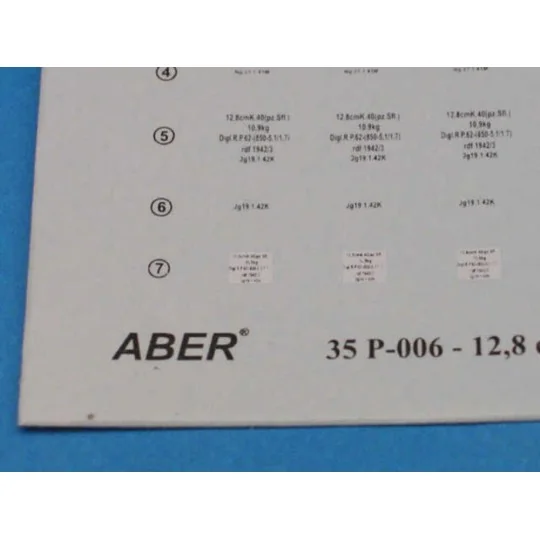 ④
⑤ 12,8cmK.40(pz.Sfl.) 12,8cmK.40(pz.Sfl.) 12,8cmK.40(pz.Sfl.)
10,9kg 10,9kg 10,9kg
Digl.R.P.62-(850-5,1/1,7) Digl.R.P.62-(850-5,1/1,7) Digl.R.P.62-(850-5,1/1,7)
rdf 1942/3 rdf 1942/3 rdf 1942/3
Jg19.1.42K Jg19.1.42K Jg19.1.42K
⑥ Jg19.1.42K Jg19.1.42K Jg19.1.42K
⑦
ABER® 35 P-006 - 12,8